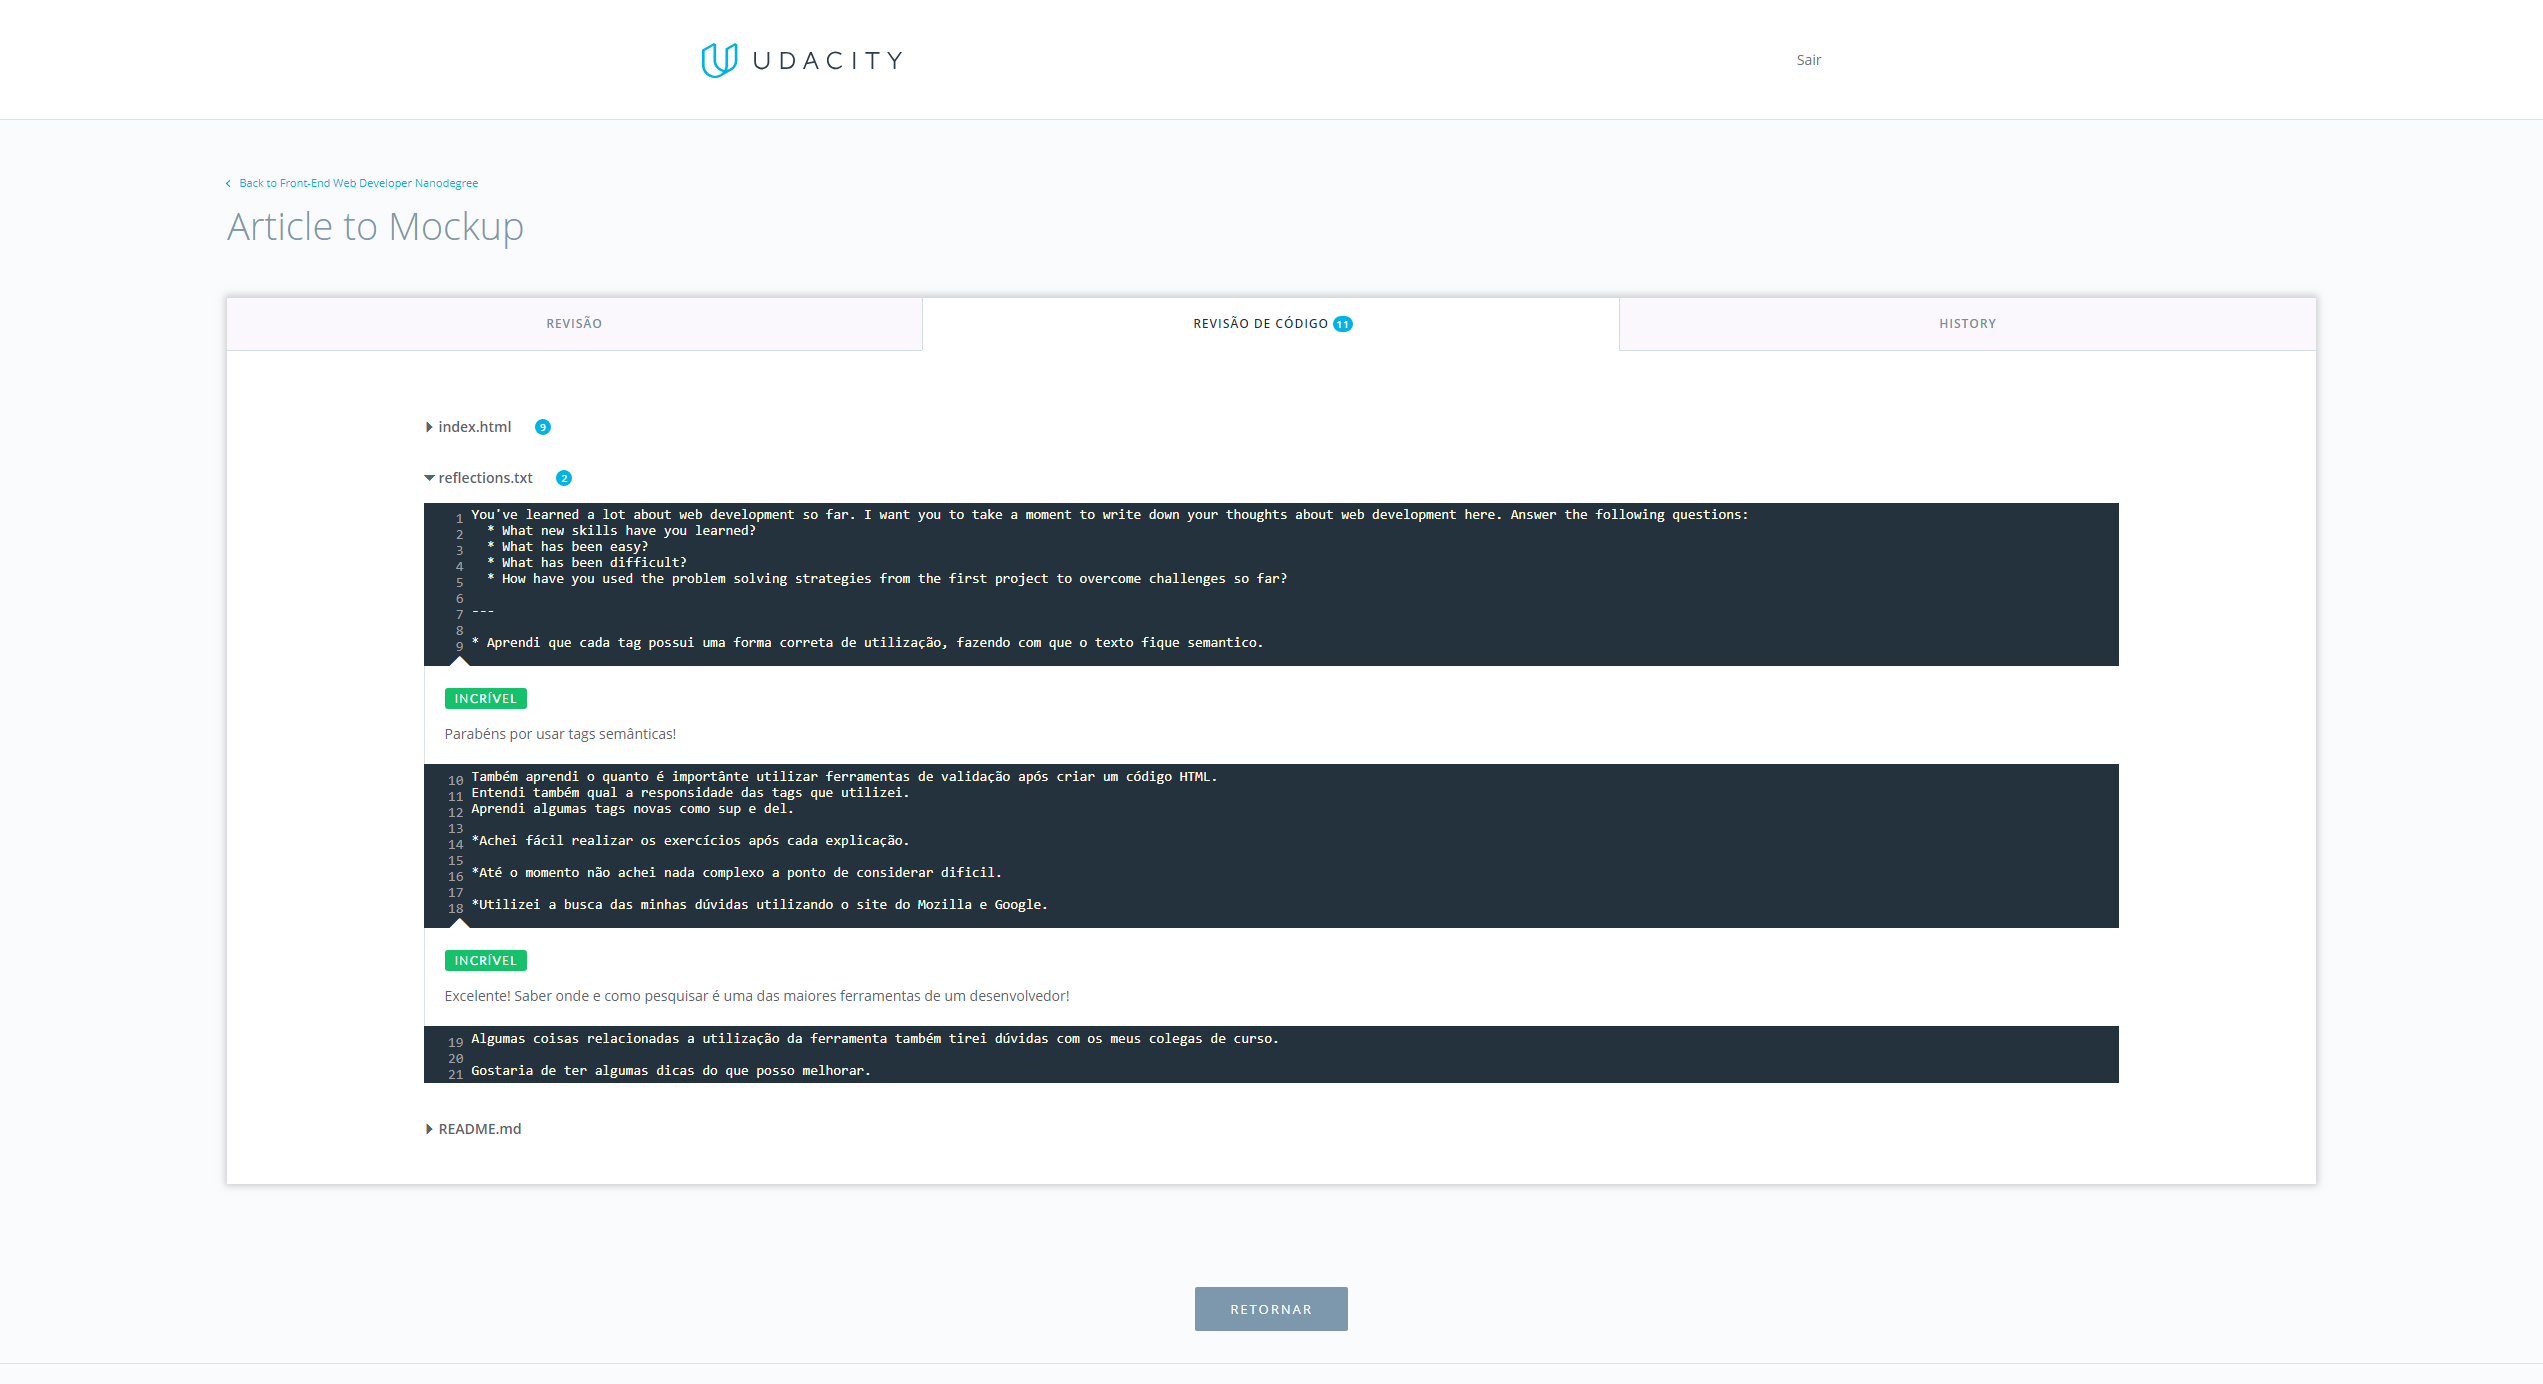 UDACITY
Sair
Back to Front-End Web Developer Nanodegree
Article to Mockup
REVISÃO
REVISÃO DE CÓDIGO 11
HISTORY
index.html 9
reflections.txt 2
1 You've learned a lot about web development so far. I want you to take a moment to write down your thoughts about web development here. Answer the following questions:
2 * What new skills have you learned?
3 * What has been easy?
4 * What has been difficult?
5 * How have you used the problem solving strategies from the first project to overcome challenges so far?
6
7 ---
8
9 * Aprendi que cada tag possui uma forma correta de utilização, fazendo com que o texto fique semantico.
INCRÍVEL
Parabéns por usar tags semânticas!
10 Também aprendi o quanto é importânte utilizar ferramentas de validação após criar um código HTML.
11 Entendi também qual a responsidade das tags que utilizei.
12 Aprendi algumas tags novas como sup e del.
13
14 *Achei fácil realizar os exercícios após cada explicação.
15
16 *Até o momento não achei nada complexo a ponto de considerar dificil.
17
18 *Utilizei a busca das minhas dúvidas utilizando o site do Mozilla e Google.
INCRÍVEL
Excelente! Saber onde e como pesquisar é uma das maiores ferramentas de um desenvolvedor!
19 Algumas coisas relacionadas a utilização da ferramenta também tirei dúvidas com os meus colegas de curso.
20
21 Gostaria de ter algumas dicas do que posso melhorar.
README.md
RETORNAR